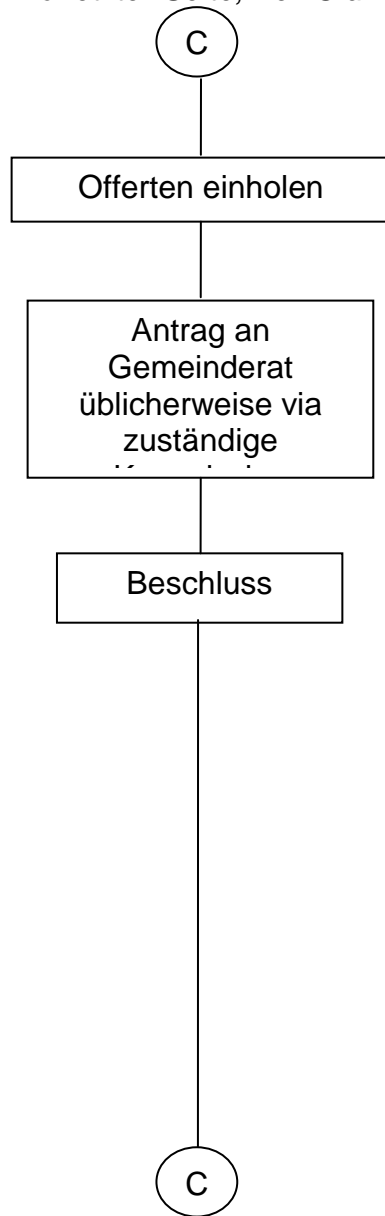 C
Offerten einholen
Antrag an
Gemeinderat
üblicherweise via
zuständige
Beschluss
C